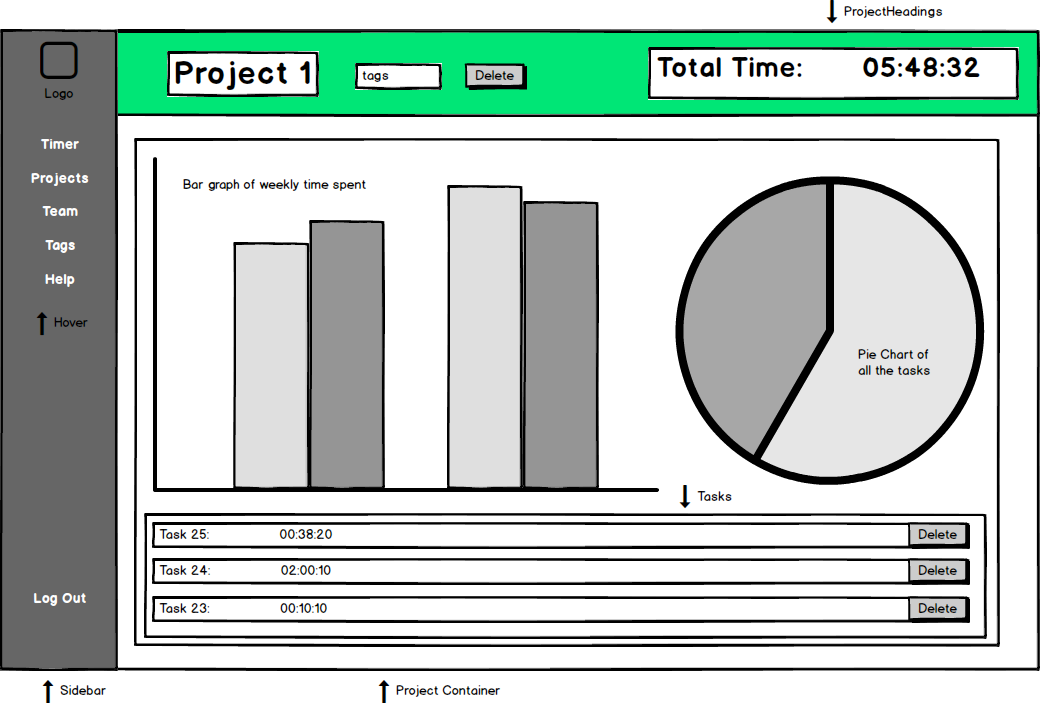 ProjectHeadings
Logo
Project 1
tags
Delete
Total Time: 05:48:32
Timer
Projects
Team
Tags
Help
Hover
Log Out
Bar graph of weekly time spent
Pie Chart of
all the tasks
Tasks
Task 25: 00:38:20 Delete
Task 24: 02:00:10 Delete
Task 23: 00:10:10 Delete
Sidebar
Project Container